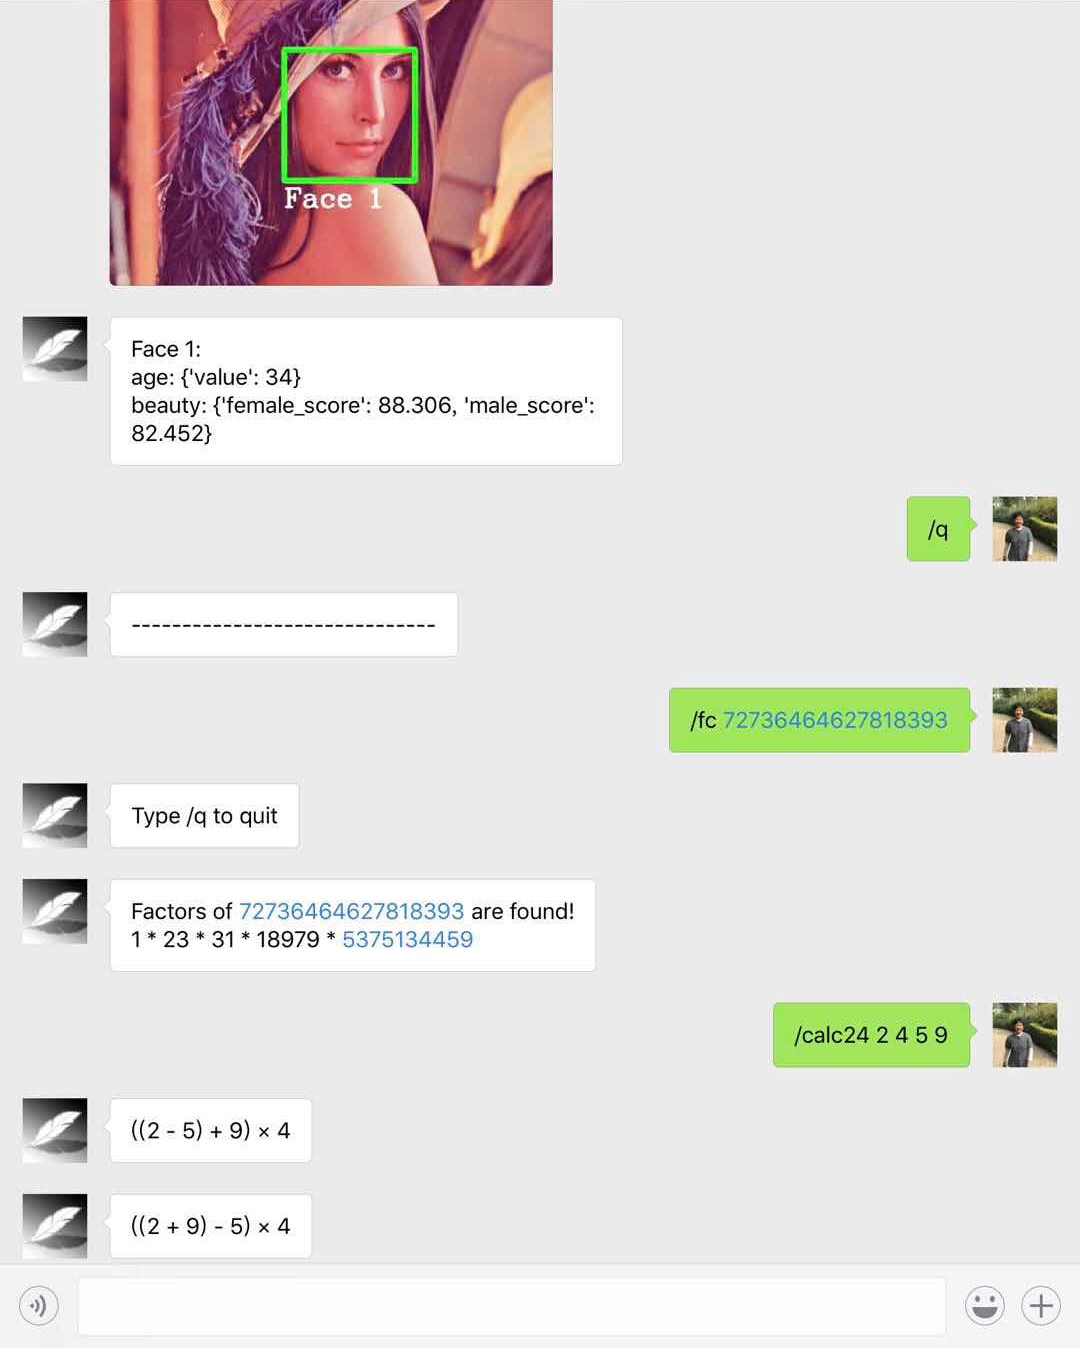 Face 1
Face 1:
age: {'value': 34}
beauty: {'female_score': 88.306, 'male_score':
82.452}
/q
------------------------------
/fc 72736464627818393
Type /q to quit
Factors of 72736464627818393 are found!
1 * 23 * 31 * 18979 * 5375134459
/calc24 2 4 5 9
((2 - 5) + 9) × 4
((2 + 9) - 5) × 4